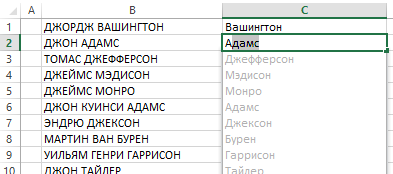 A B C
1 ДЖОРДЖ ВАШИНГТОН Вашингтон
2 ДЖОН АДАМС Адамс
3 ТОМАС ДЖЕФФЕРСОН Джефферсон
4 ДЖЕЙМС МЭДИСОН Мэдисон
5 ДЖЕЙМС МОНРО Монро
6 ДЖОН КУИНСИ АДАМС Адамс
7 ЭНДРЮ ДЖЕКСОН Джексон
8 МАРТИН ВАН БУРЕН Бурен
9 УИЛЬЯМ ГЕНРИ ГАРРИСОН Гаррисон
10 ДЖОН ТАЙЛЕР Тайлер